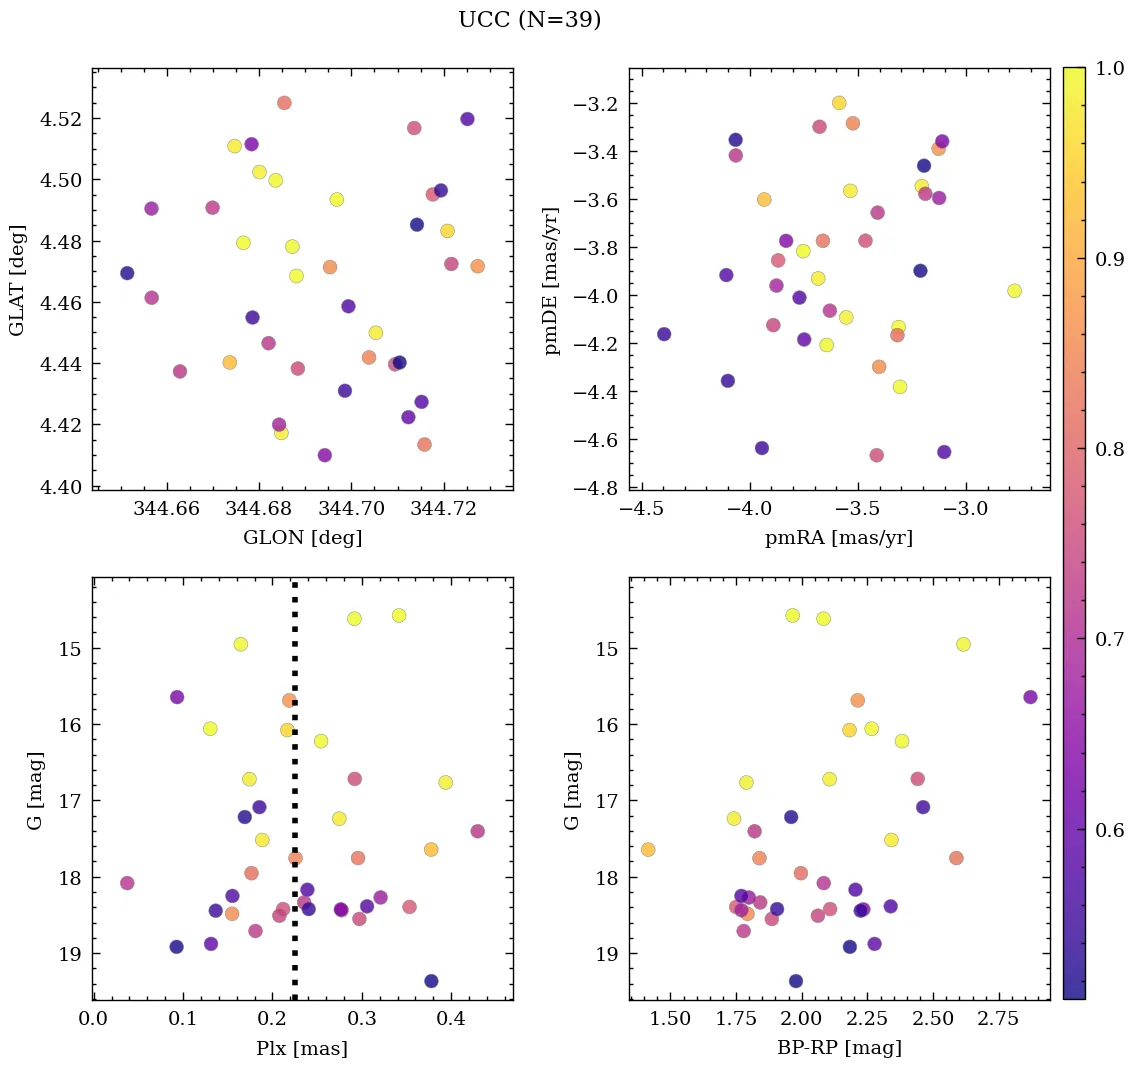 UCC (N=39)
4.52
4.50
4.48
4.46
4.44
4.42
4.40
GLAT [deg]
344.66 344.68 344.70 344.72
GLON [deg]
−3.2
−3.4
−3.6
−3.8
−4.0
−4.2
−4.4
−4.6
−4.8
pmDE [mas/yr]
−4.5 −4.0 −3.5 −3.0
pmRA [mas/yr]
1.0
0.9
0.8
0.7
0.6
15
16
17
18
19
G [mag]
0.0 0.1 0.2 0.3 0.4
Plx [mas]
15
16
17
18
19
G [mag]
1.50 1.75 2.00 2.25 2.50 2.75
BP-RP [mag]